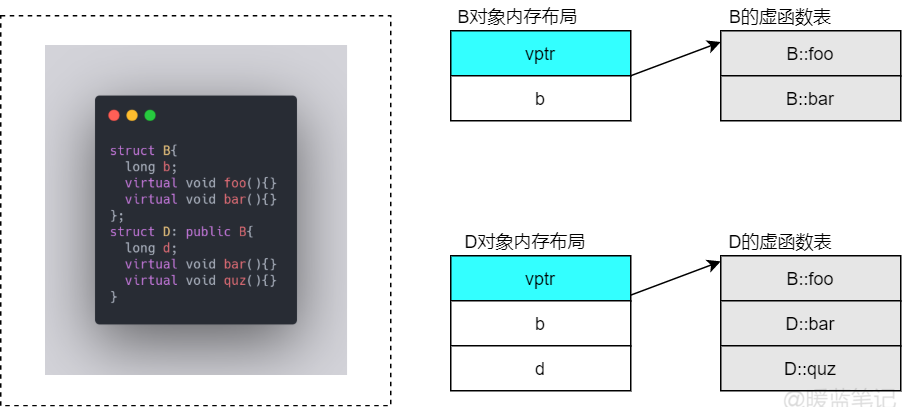 struct B{
long b;
virtual void foo(){}
virtual void bar(){}
};
struct D: public B{
long d;
virtual void bar(){}
virtual void quz(){}
}
B对象内存布局
vptr
b
B的虚函数表
B::foo
B::bar
D对象内存布局
vptr
b
d
D的虚函数表
B::foo
D::bar
D::quz
@暖蓝笔记